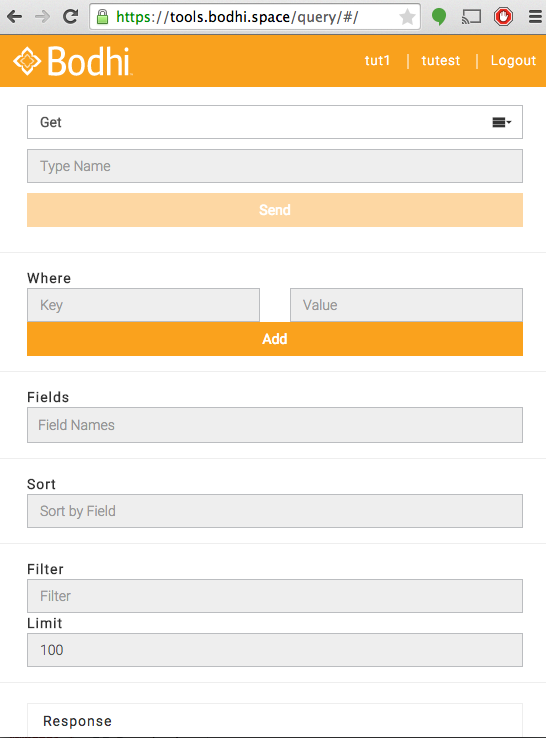 https://tools.bodhi.space/query/#/
Bodhi
tut1 | tutest | Logout
Get
Type Name
Send
Where
Key Value
Add
Fields
Field Names
Sort
Sort by Field
Filter
Filter
Limit
100
Response